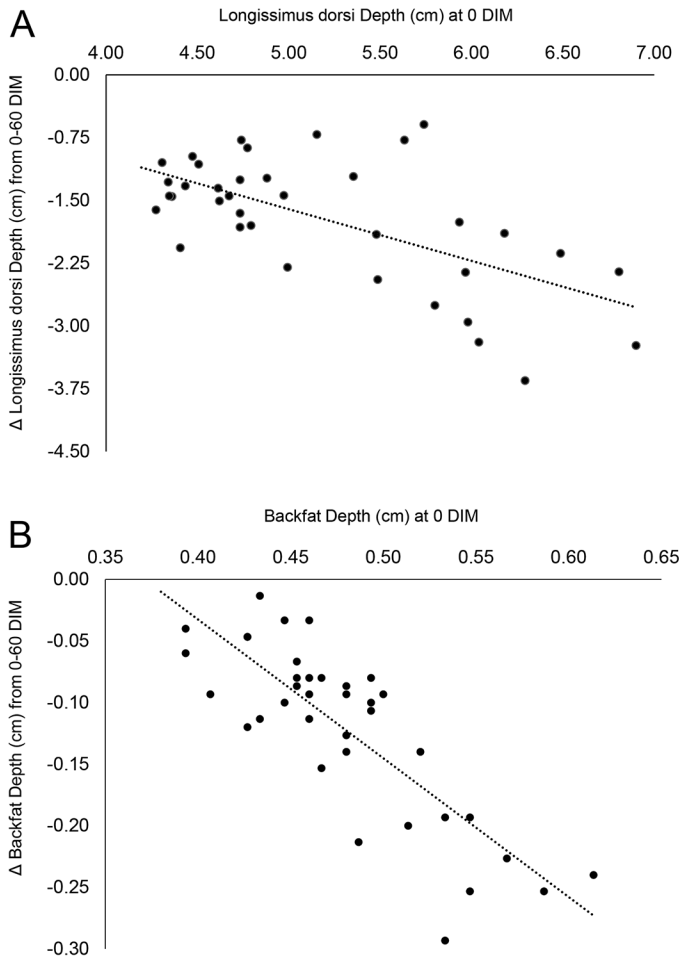 A
Longissimus dorsi Depth (cm) at 0 DIM
4.00 4.50 5.00 5.50 6.00 6.50 7.00
Δ Longissimus dorsi Depth (cm) from 0-60 DIM
0.00
-0.75
-1.50
-2.25
-3.00
-3.75
-4.50
B
Backfat Depth (cm) at 0 DIM
0.35 0.40 0.45 0.50 0.55 0.60 0.65
Δ Backfat Depth (cm) from 0-60 DIM
0.00
-0.05
-0.10
-0.15
-0.20
-0.25
-0.30